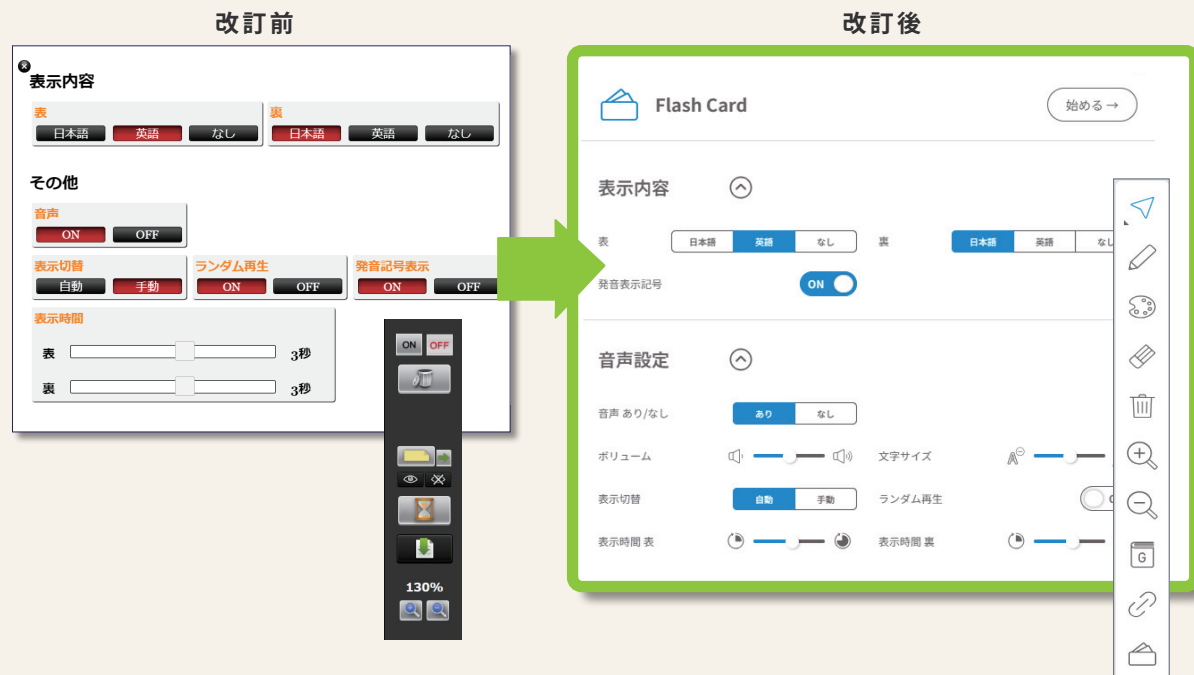 改訂前
表示内容
表 裏
日本語 英語 なし 日本語 英語 なし
その他
音声
ON OFF
表示切替 ランダム再生 発音記号表示
自動 手動 ON OFF ON OFF
表示時間
表 3秒
裏 3秒
ON OFF
130%
改訂後
Flash Card 始める→
表示内容
表 日本語 英語 なし 裏 日本語 英語
発音表示記号 ON
音声設定
音声 あり/なし あり なし
ボリューム 文字サイズ A
表示切替 自動 手動 ランダム再生
表示時間 表 表示時間 裏
G